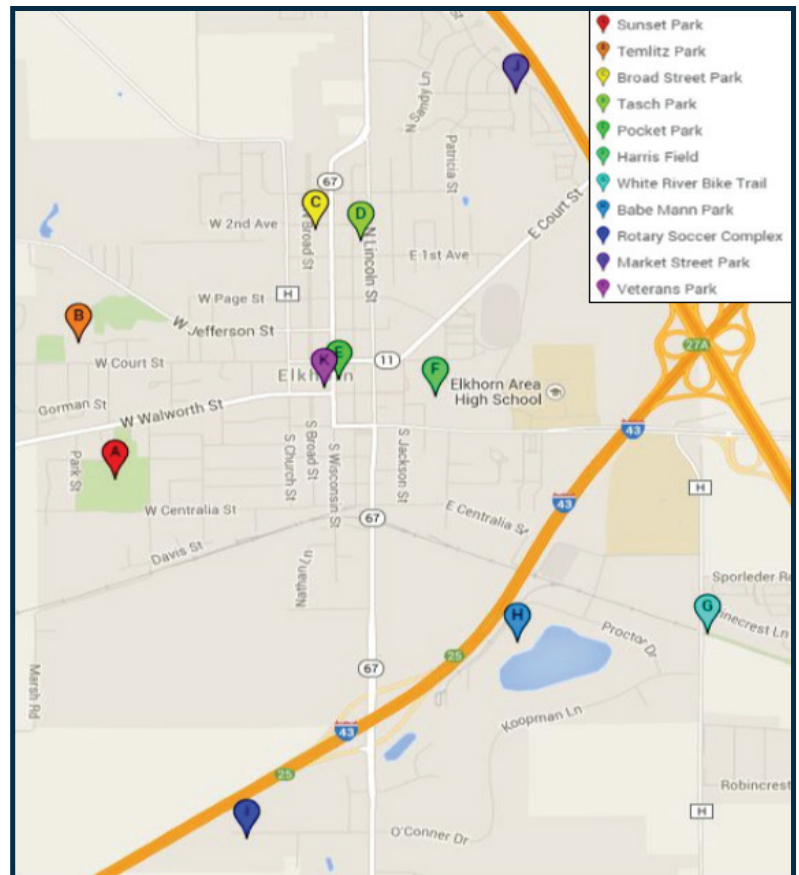 Sunset Park
Temlitz Park
Broad Street Park
Tasch Park
Pocket Park
Harris Field
White River Bike Trail
Babe Mann Park
Rotary Soccer Complex
Market Street Park
Veterans Park
J
N Sandy Ln
Patricia St
67
C
D
W 2nd Ave
N Broad St
N Lincoln St
E 1st Ave
E Court St
H
W Page St
B
W Jefferson St
27A
W Court St
K
E
11
F
Elkhorn
Elkhorn Area
High School
Gorman St
W Walworth St
43
A
Park St
S Church St
S Broad St
S Wisconsin St
S Jackson St
H
43
W Centralia St
67
E Centralia St
Davis St
Nathan Ln
Sporleder Rd
G
Pinecrest Ln
H
Proctor Dr
25
67
Marsh Rd
Koopman Ln
43
25
Robincrest
H
I
O'Conner Dr